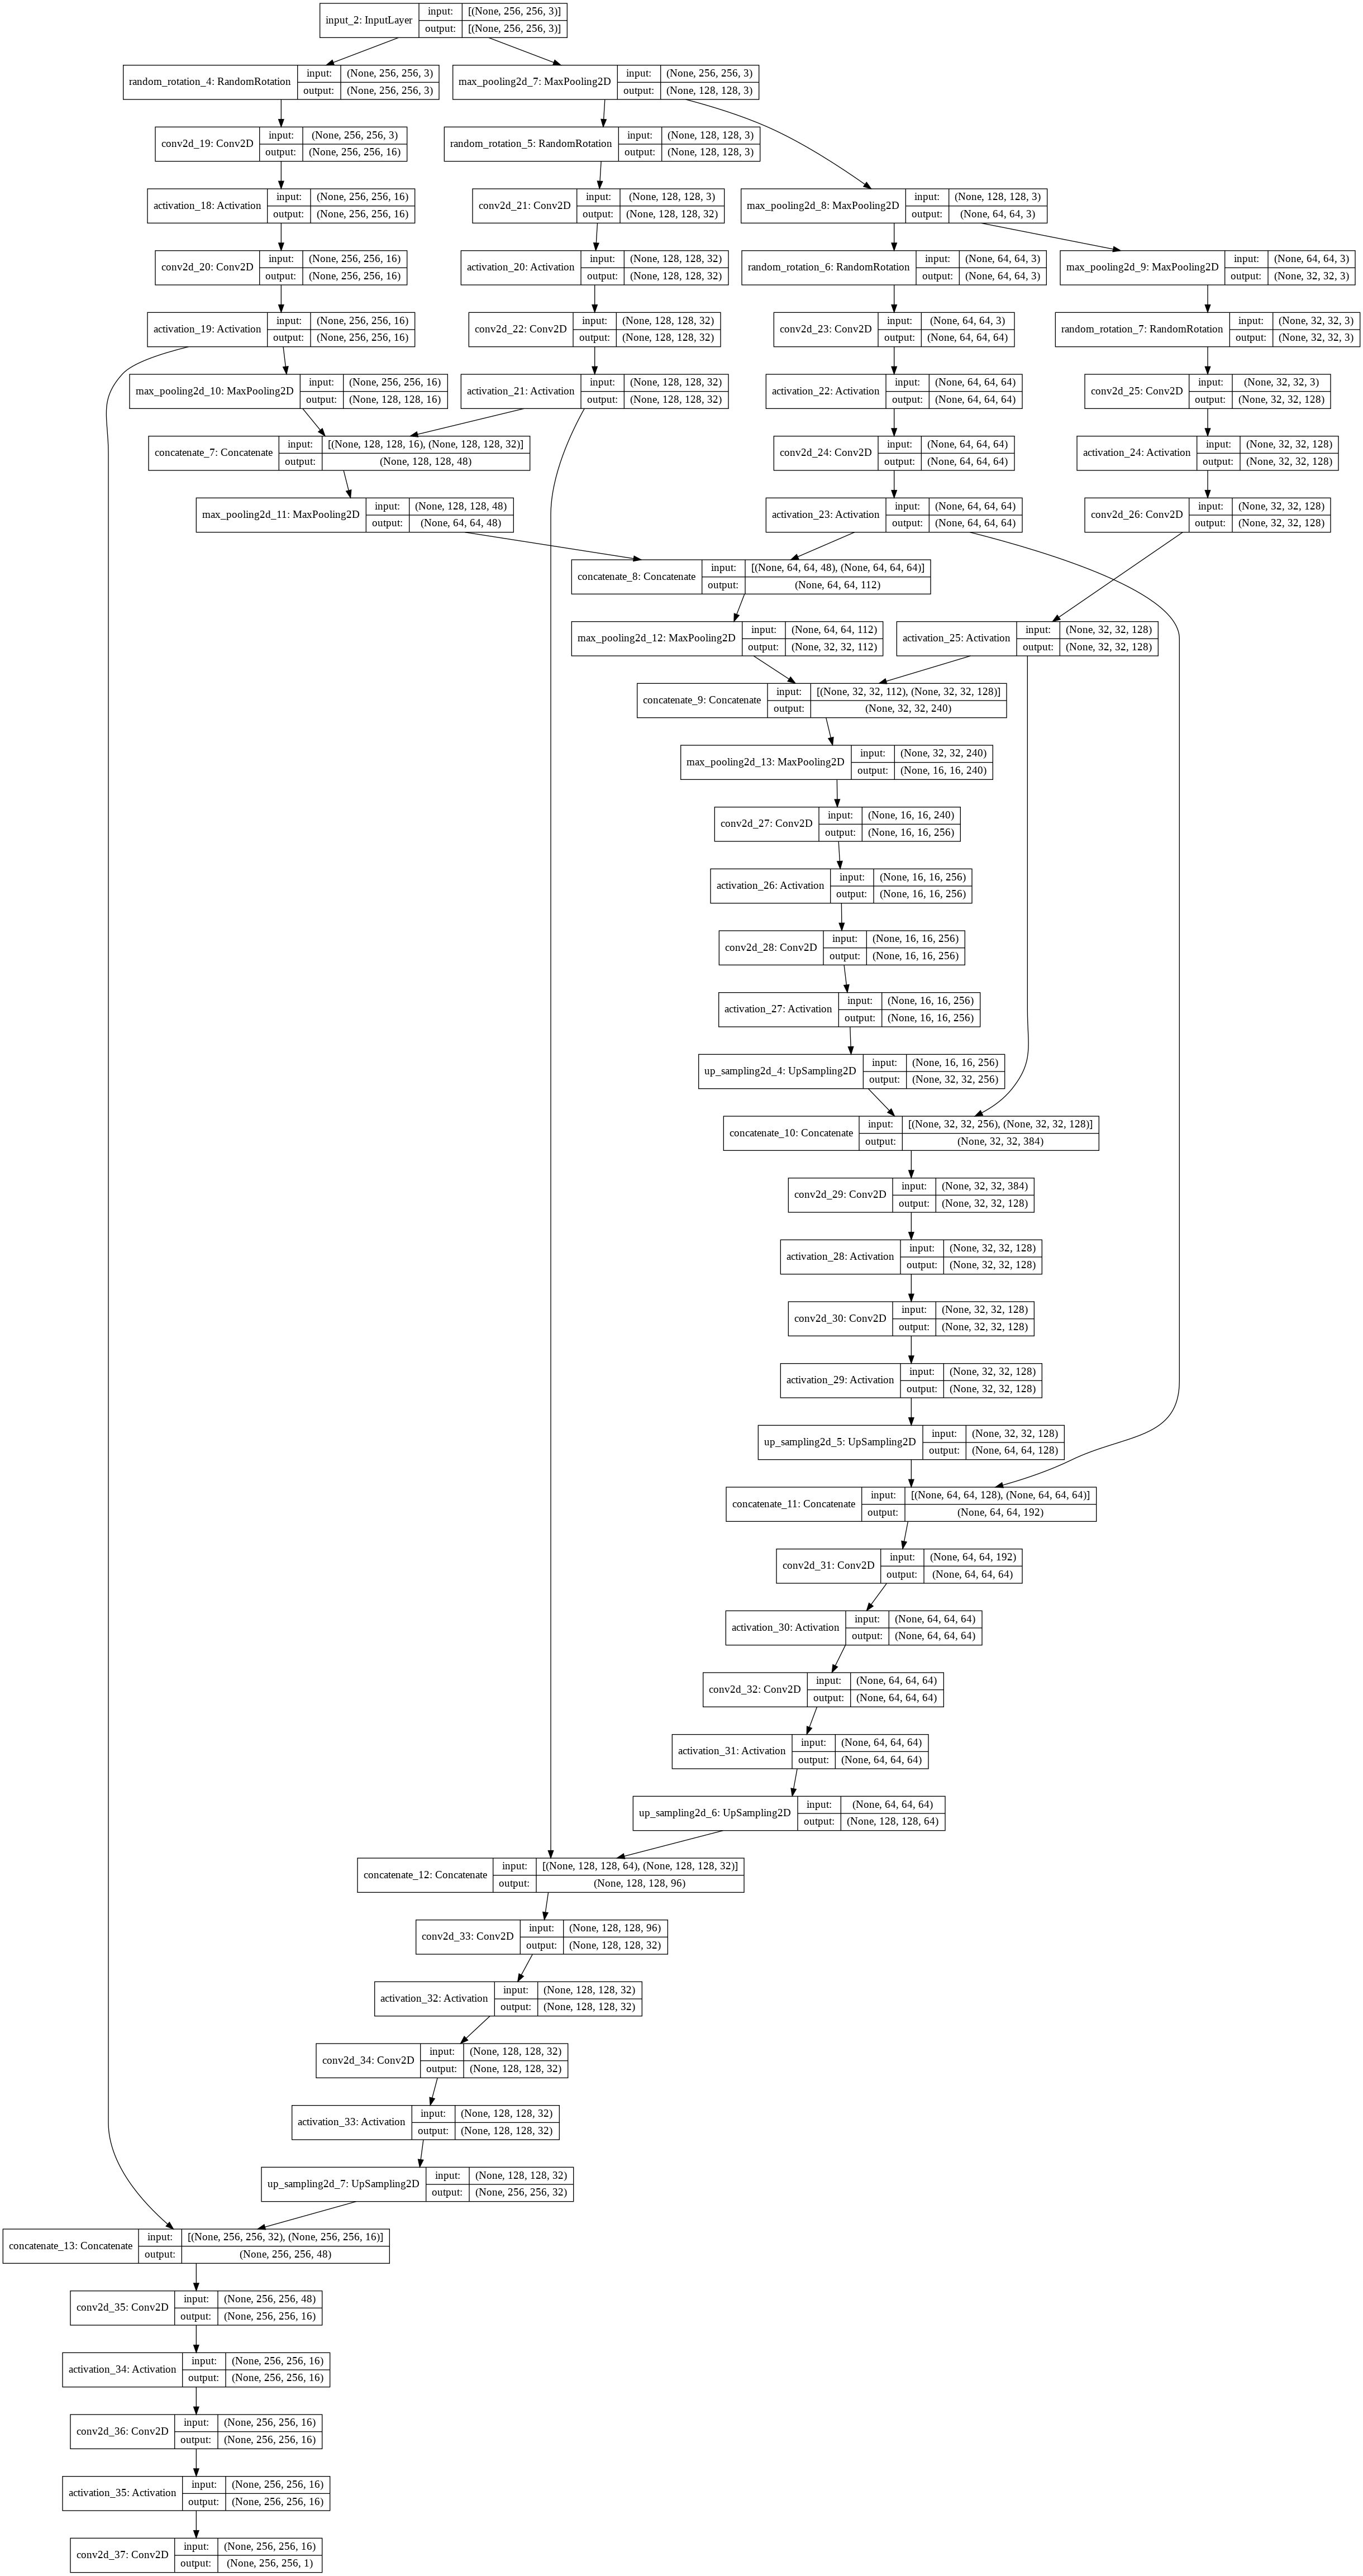 input_2: InputLayer
input: [(None, 256, 256, 3)]
output: [(None, 256, 256, 3)]
random_rotation_4: RandomRotation
input: (None, 256, 256, 3)
output: (None, 256, 256, 3)
max_pooling2d_7: MaxPooling2D
input: (None, 256, 256, 3)
output: (None, 128, 128, 3)
conv2d_19: Conv2D
input: (None, 256, 256, 3)
output: (None, 256, 256, 16)
random_rotation_5: RandomRotation
input: (None, 128, 128, 3)
output: (None, 128, 128, 3)
activation_18: Activation
input: (None, 256, 256, 16)
output: (None, 256, 256, 16)
conv2d_21: Conv2D
input: (None, 128, 128, 3)
output: (None, 128, 128, 32)
max_pooling2d_8: MaxPooling2D
input: (None, 128, 128, 3)
output: (None, 64, 64, 3)
conv2d_20: Conv2D
input: (None, 256, 256, 16)
output: (None, 256, 256, 16)
activation_20: Activation
input: (None, 128, 128, 32)
output: (None, 128, 128, 32)
random_rotation_6: RandomRotation
input: (None, 64, 64, 3)
output: (None, 64, 64, 3)
max_pooling2d_9: MaxPooling2D
input: (None, 64, 64, 3)
output: (None, 32, 32, 3)
activation_19: Activation
input: (None, 256, 256, 16)
output: (None, 256, 256, 16)
conv2d_22: Conv2D
input: (None, 128, 128, 32)
output: (None, 128, 128, 32)
conv2d_23: Conv2D
input: (None, 64, 64, 3)
output: (None, 64, 64, 64)
random_rotation_7: RandomRotation
input: (None, 32, 32, 3)
output: (None, 32, 32, 3)
max_pooling2d_10: MaxPooling2D
input: (None, 256, 256, 16)
output: (None, 128, 128, 16)
activation_21: Activation
input: (None, 128, 128, 32)
output: (None, 128, 128, 32)
activation_22: Activation
input: (None, 64, 64, 64)
output: (None, 64, 64, 64)
conv2d_25: Conv2D
input: (None, 32, 32, 3)
output: (None, 32, 32, 128)
concatenate_7: Concatenate
input: [(None, 128, 128, 16), (None, 128, 128, 32)]
output: (None, 128, 128, 48)
conv2d_24: Conv2D
input: (None, 64, 64, 64)
output: (None, 64, 64, 64)
activation_24: Activation
input: (None, 32, 32, 128)
output: (None, 32, 32, 128)
max_pooling2d_11: MaxPooling2D
input: (None, 128, 128, 48)
output: (None, 64, 64, 48)
activation_23: Activation
input: (None, 64, 64, 64)
output: (None, 64, 64, 64)
conv2d_26: Conv2D
input: (None, 32, 32, 128)
output: (None, 32, 32, 128)
concatenate_8: Concatenate
input: [(None, 64, 64, 48), (None, 64, 64, 64)]
output: (None, 64, 64, 112)
max_pooling2d_12: MaxPooling2D
input: (None, 64, 64, 112)
output: (None, 32, 32, 112)
activation_25: Activation
input: (None, 32, 32, 128)
output: (None, 32, 32, 128)
concatenate_9: Concatenate
input: [(None, 32, 32, 112), (None, 32, 32, 128)]
output: (None, 32, 32, 240)
max_pooling2d_13: MaxPooling2D
input: (None, 32, 32, 240)
output: (None, 16, 16, 240)
conv2d_27: Conv2D
input: (None, 16, 16, 240)
output: (None, 16, 16, 256)
activation_26: Activation
input: (None, 16, 16, 256)
output: (None, 16, 16, 256)
conv2d_28: Conv2D
input: (None, 16, 16, 256)
output: (None, 16, 16, 256)
activation_27: Activation
input: (None, 16, 16, 256)
output: (None, 16, 16, 256)
up_sampling2d_4: UpSampling2D
input: (None, 16, 16, 256)
output: (None, 32, 32, 256)
concatenate_10: Concatenate
input: [(None, 32, 32, 256), (None, 32, 32, 128)]
output: (None, 32, 32, 384)
conv2d_29: Conv2D
input: (None, 32, 32, 384)
output: (None, 32, 32, 128)
activation_28: Activation
input: (None, 32, 32, 128)
output: (None, 32, 32, 128)
conv2d_30: Conv2D
input: (None, 32, 32, 128)
output: (None, 32, 32, 128)
activation_29: Activation
input: (None, 32, 32, 128)
output: (None, 32, 32, 128)
up_sampling2d_5: UpSampling2D
input: (None, 32, 32, 128)
output: (None, 64, 64, 128)
concatenate_11: Concatenate
input: [(None, 64, 64, 128), (None, 64, 64, 64)]
output: (None, 64, 64, 192)
conv2d_31: Conv2D
input: (None, 64, 64, 192)
output: (None, 64, 64, 64)
activation_30: Activation
input: (None, 64, 64, 64)
output: (None, 64, 64, 64)
conv2d_32: Conv2D
input: (None, 64, 64, 64)
output: (None, 64, 64, 64)
activation_31: Activation
input: (None, 64, 64, 64)
output: (None, 64, 64, 64)
up_sampling2d_6: UpSampling2D
input: (None, 64, 64, 64)
output: (None, 128, 128, 64)
concatenate_12: Concatenate
input: [(None, 128, 128, 64), (None, 128, 128, 32)]
output: (None, 128, 128, 96)
conv2d_33: Conv2D
input: (None, 128, 128, 96)
output: (None, 128, 128, 32)
activation_32: Activation
input: (None, 128, 128, 32)
output: (None, 128, 128, 32)
conv2d_34: Conv2D
input: (None, 128, 128, 32)
output: (None, 128, 128, 32)
activation_33: Activation
input: (None, 128, 128, 32)
output: (None, 128, 128, 32)
up_sampling2d_7: UpSampling2D
input: (None, 128, 128, 32)
output: (None, 256, 256, 32)
concatenate_13: Concatenate
input: [(None, 256, 256, 32), (None, 256, 256, 16)]
output: (None, 256, 256, 48)
conv2d_35: Conv2D
input: (None, 256, 256, 48)
output: (None, 256, 256, 16)
activation_34: Activation
input: (None, 256, 256, 16)
output: (None, 256, 256, 16)
conv2d_36: Conv2D
input: (None, 256, 256, 16)
output: (None, 256, 256, 16)
activation_35: Activation
input: (None, 256, 256, 16)
output: (None, 256, 256, 16)
conv2d_37: Conv2D
input: (None, 256, 256, 16)
output: (None, 256, 256, 1)